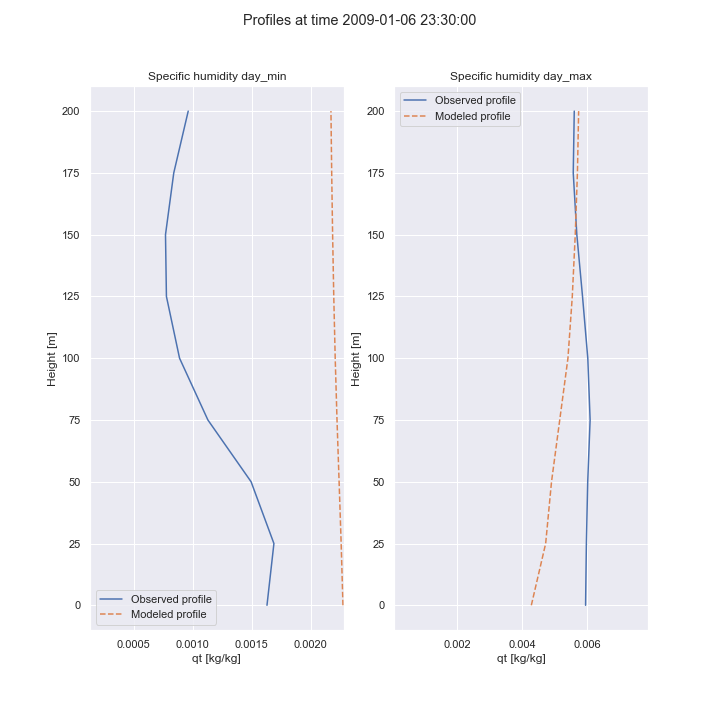 Profiles at time 2009-01-06 23:30:00
Specific humidity day_min
200
175
150
125
100
75
50
25
0
Height [m]
Observed profile
Modeled profile
0.0005 0.0010 0.0015 0.0020
qt [kg/kg]
Specific humidity day_max
Observed profile
Modeled profile
200
175
150
125
100
75
50
25
0
Height [m]
0.002 0.004 0.006
qt [kg/kg]